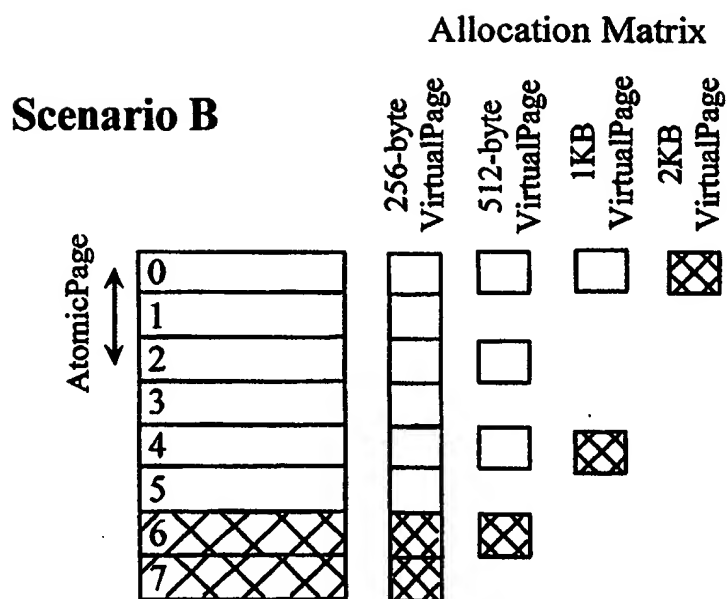 Allocation Matrix
Scenario B
256-byte
VirtualPage
512-byte
VirtualPage
1KB
VirtualPage
2KB
VirtualPage
AtomicPage
0
1
2
3
4
5
6
7